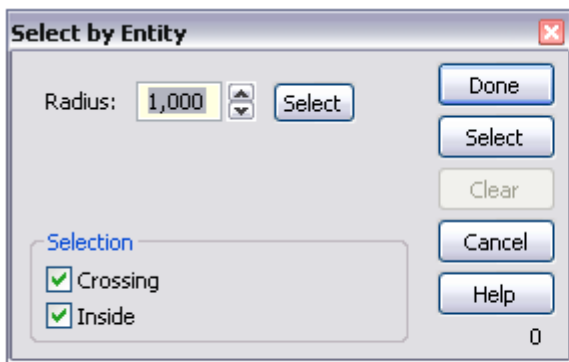 Select by Entity
Radius: 1,000 Select
Done
Select
Clear
Selection
Crossing
Inside
Cancel
Help
0